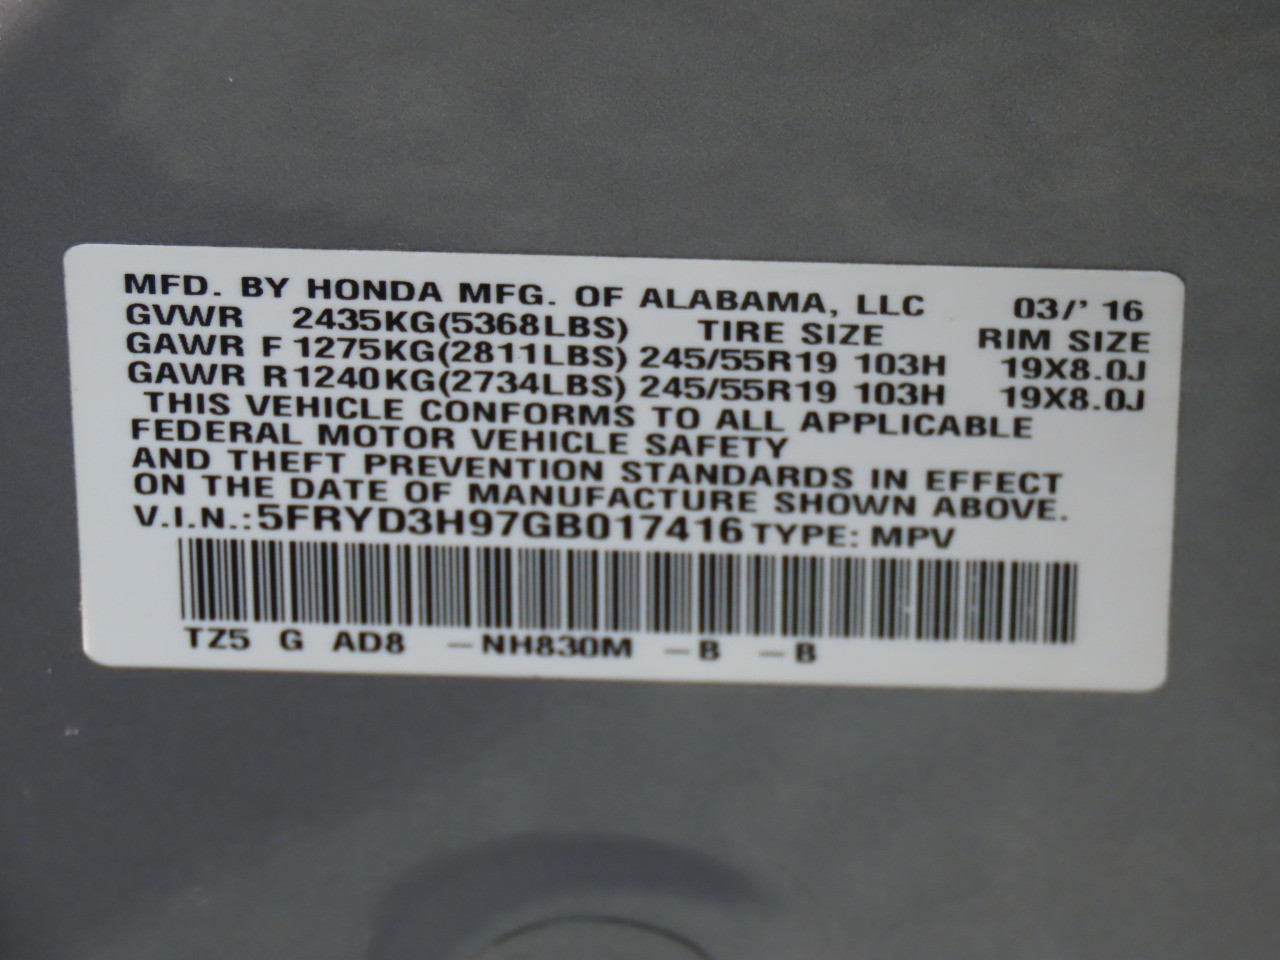 MFD. BY HONDA MFG. OF ALABAMA, LLC 03/' 16
GVWR 2435KG(5368LBS) TIRE SIZE RIM SIZE
GAWR F 1275KG(2811LBS) 245/55R19 103H 19X8.0J
GAWR R 1240KG(2734LBS) 245/55R19 103H 19X8.0J
THIS VEHICLE CONFORMS TO ALL APPLICABLE
FEDERAL MOTOR VEHICLE SAFETY
AND THEFT PREVENTION STANDARDS IN EFFECT
ON THE DATE OF MANUFACTURE SHOWN ABOVE.
V.I.N.:5FRYD3H97GB017416 TYPE: MPV
TZ5 G AD8 -NH830M -B -B